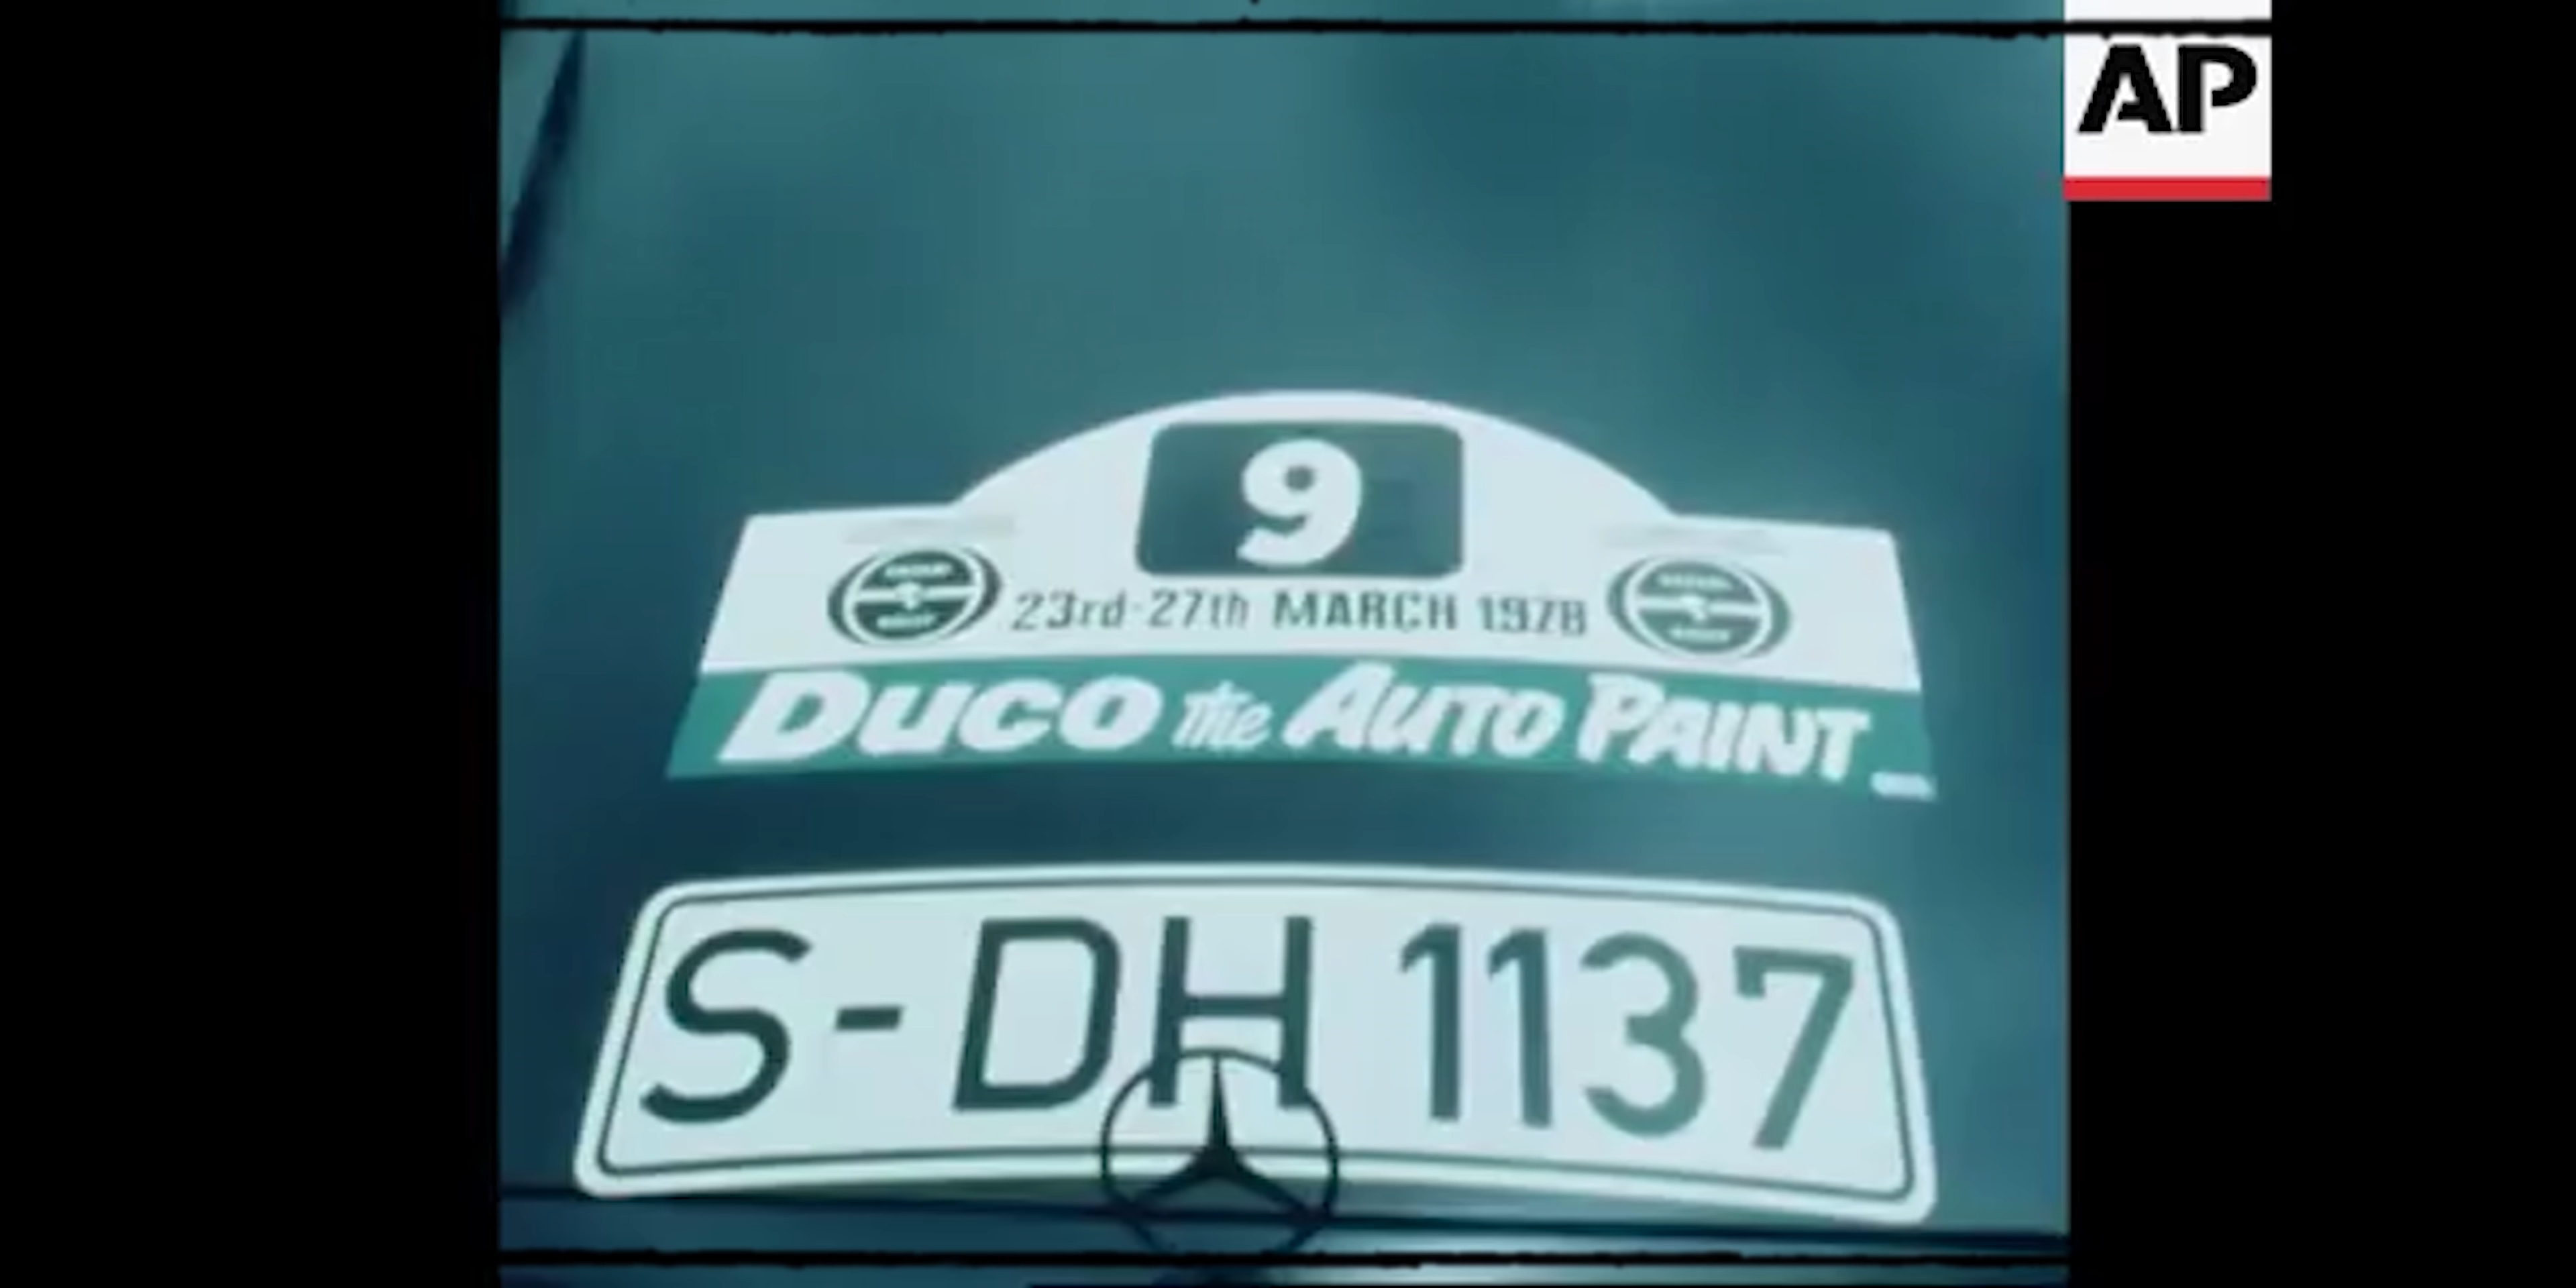 AP
9
23rd-27th MARCH 1978
DUCO the AUTO PAINT
S-DH 1137